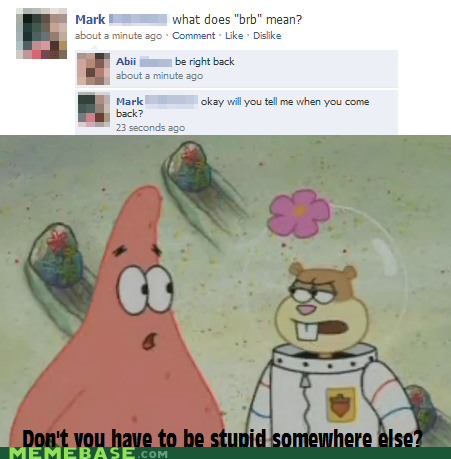 Mark what does "brb" mean?
about a minute ago · Comment · Like · Dislike
Abii be right back
about a minute ago
Mark okay will you tell me when you come
back?
23 seconds ago
Don't you have to be stupid somewhere else?
MEMEBASE.COM